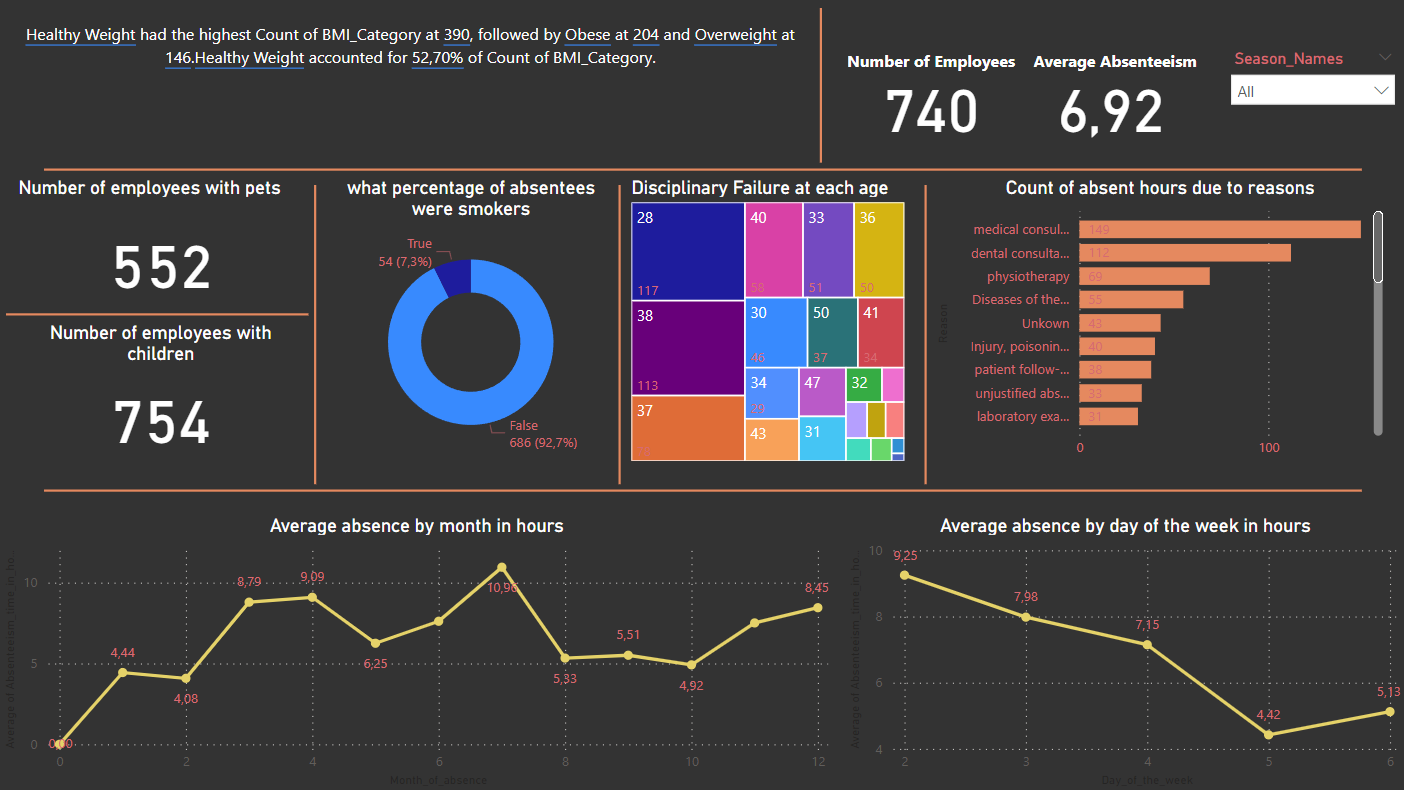 Healthy Weight had the highest Count of BMI_Category at 390, followed by Obese at 204 and Overweight at
146.Healthy Weight accounted for 52,70% of Count of BMI_Category.
Number of Employees
740
Average Absenteeism
6,92
Season_Names
All
Number of employees with pets
552
Number of employees with
children
754
what percentage of absentees
were smokers
True
54 (7,3%)
False
686 (92,7%)
Disciplinary Failure at each age
28
117
38
113
37
40
58
33
51
36
50
30
46
50
37
41
34
34
29
43
47
31
32
Count of absent hours due to reasons
Reason
medical consul...
149
dental consulta...
112
physiotherapy
69
Diseases of the...
55
Unkown
43
Injury, poisonin...
40
patient follow-...
38
unjustified abs...
33
laboratory exa...
31
0
100
Average absence by month in hours
Average of Absenteeism_time_in_ho...
10
5
0
0,00
4,44
4,08
8,79
9,09
6,25
10,96
5,33
5,51
4,92
8,45
0
2
4
6
8
10
12
Month_of_absence
Average absence by day of the week in hours
Average of Absenteeism_time_in_ho...
10
8
6
4
9,25
7,98
7,15
4,42
5,13
2
3
4
5
6
Day_of_the_week